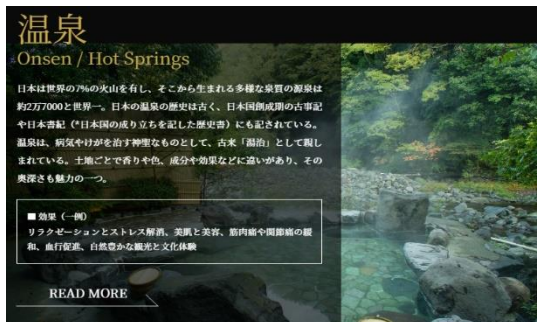 温泉
Onsen / Hot Springs
日本は世界の7%の火山を有し、そこから生まれる多様な泉質の源泉は
約2万7000と世界一。日本の温泉の歴史は古く、日本国創成期の古事記
や日本書紀（*日本国の成り立ちを記した歴史書）にも記されている。
温泉は、病気やけがを治す神聖なものとして、古来「湯治」として親し
まれている。土地ごとで香りや色、成分や効果などに違いがあり、その
奥深さも魅力の一つ。
■ 効果（一例）
リラクゼーションとストレス解消、美肌と美容、筋肉痛や関節痛の緩
和、血行促進、自然豊かな観光と文化体験
READ MORE